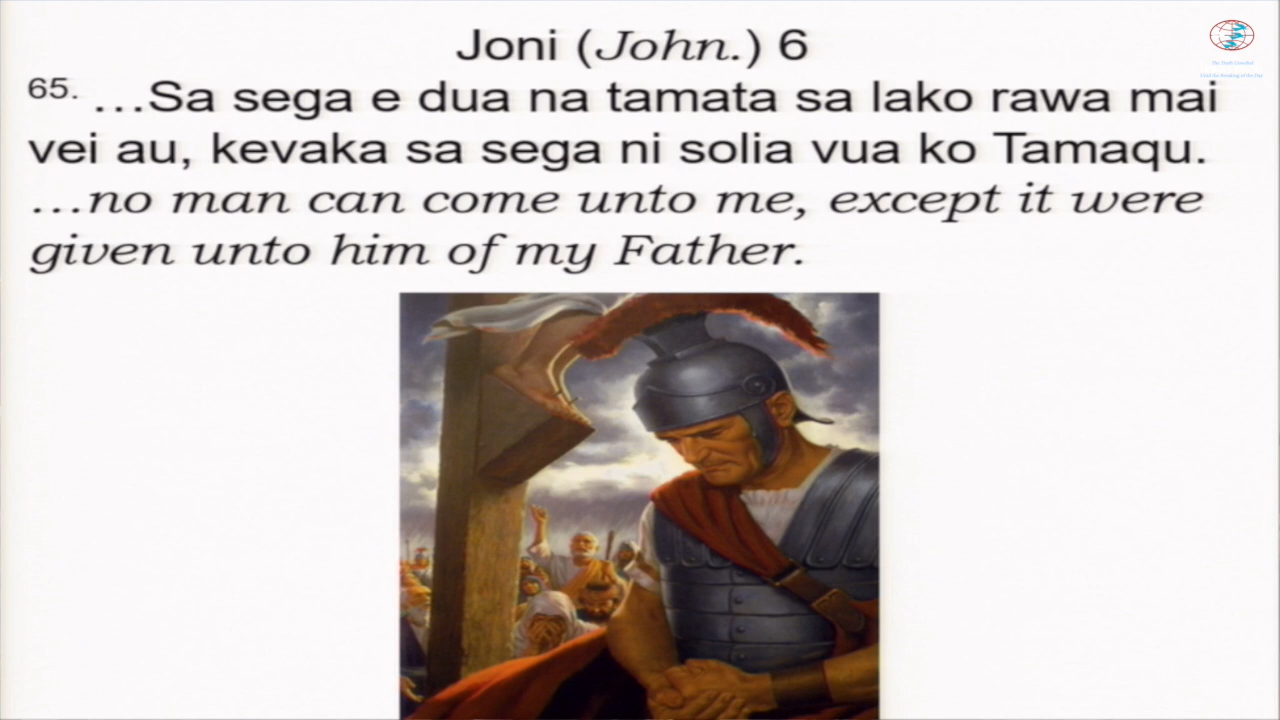 Joni (John.) 6
65. …Sa sega e dua na tamata sa lako rawa mai
vei au, kevaka sa sega ni solia vua ko Tamaqu.
…no man can come unto me, except it were
given unto him of my Father.